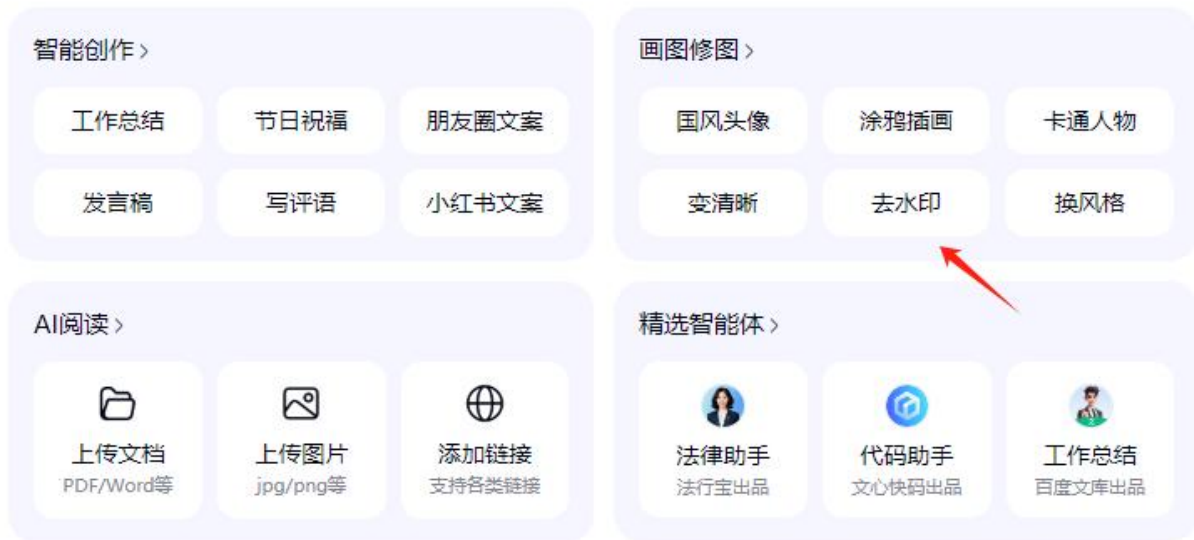 智能创作>
工作总结 节日祝福 朋友圈文案
发言稿 写评语 小红书文案
画图修图>
国风头像 涂鸦插画 卡通人物
变清晰 去水印 换风格
AI阅读>
上传文档 上传图片 添加链接
PDF/Word等 jpg/png等 支持各类链接
精选智能体>
法律助手 代码助手 工作总结
法行宝出品 文心快码出品 百度文库出品